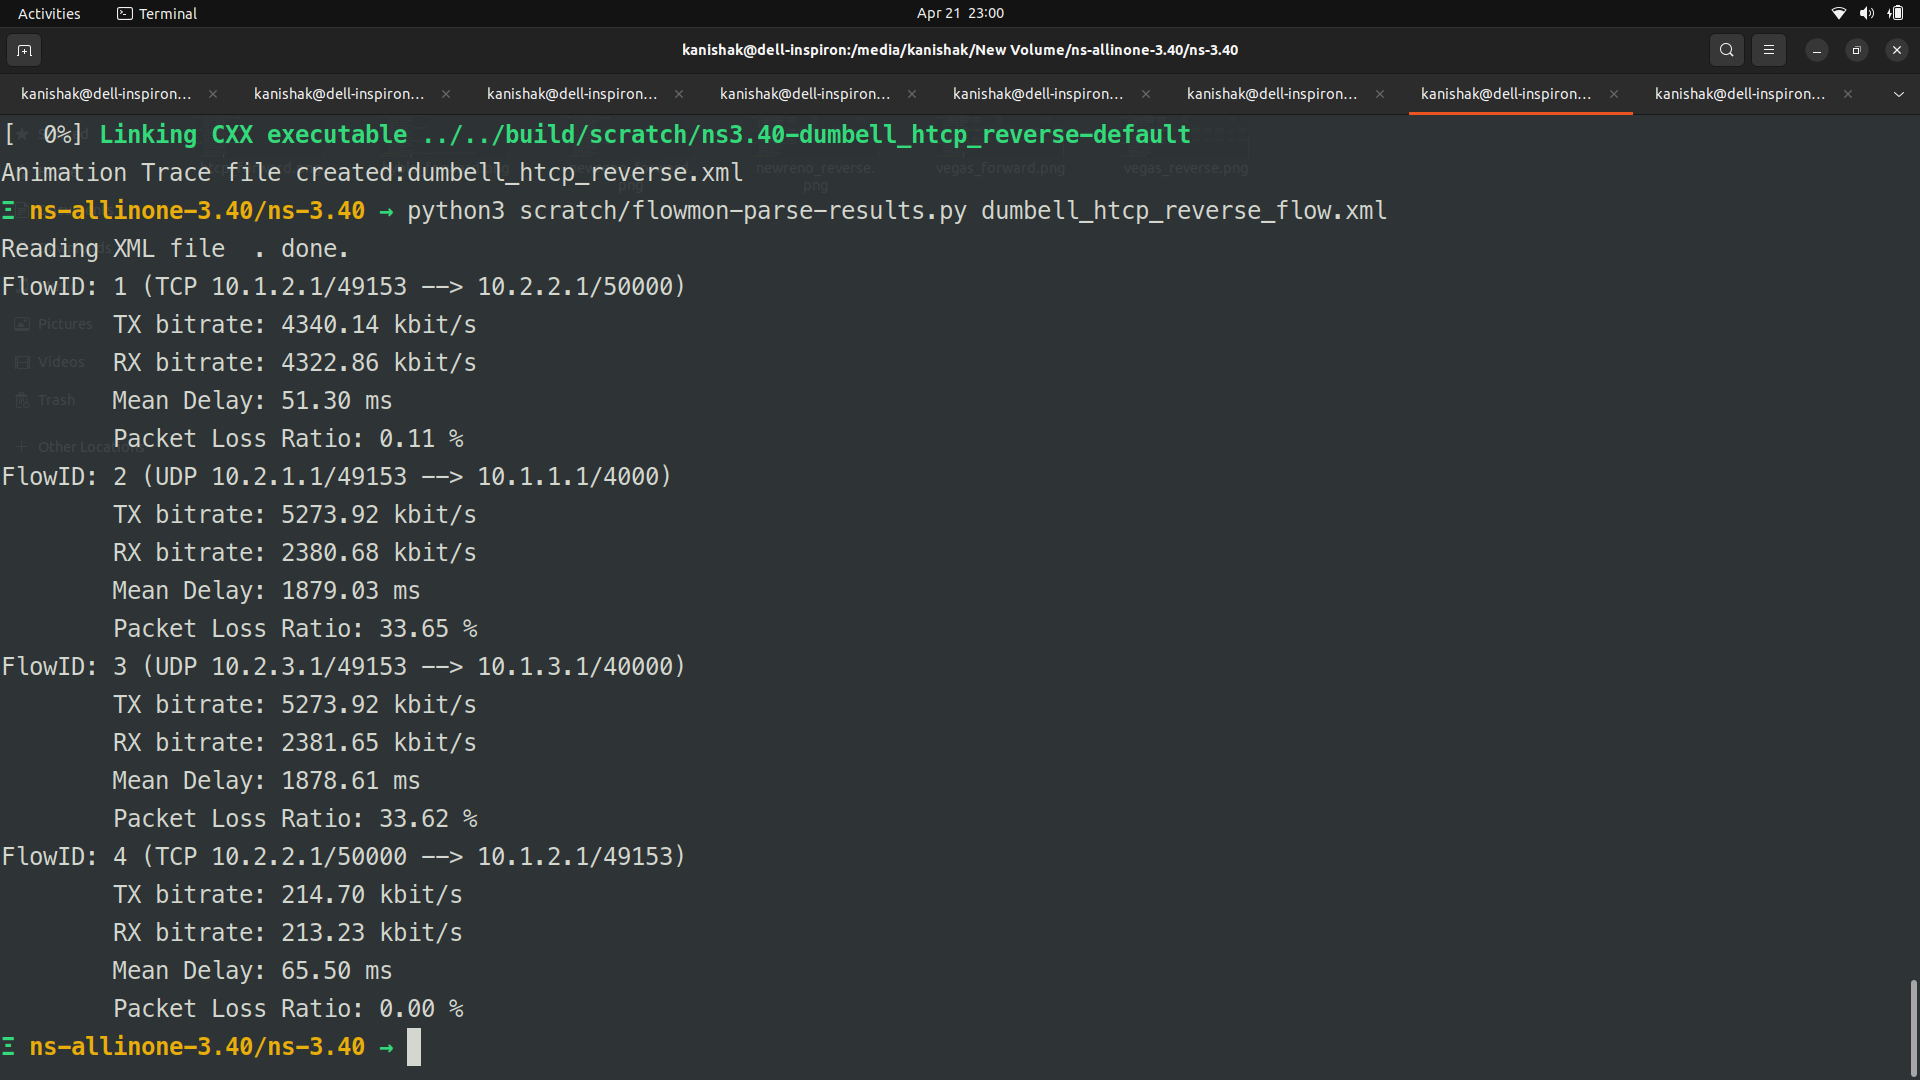 Activities Terminal Apr 21 23:00
kanishak@dell-inspiron:/media/kanishak/New Volume/ns-allinone-3.40/ns-3.40
kanishak@dell-inspiron... × kanishak@dell-inspiron... × kanishak@dell-inspiron... × kanishak@dell-inspiron... × kanishak@dell-inspiron... × kanishak@dell-inspiron... × kanishak@dell-inspiron... × kanishak@dell-inspiron... ×
[  0%] Linking CXX executable ../../build/scratch/ns3.40-dumbell_htcp_reverse-default
Animation Trace file created:dumbell_htcp_reverse.xml
newreno_reverse.png vegas_forward.png vegas_reverse.png
Ξ ns-allinone-3.40/ns-3.40 → python3 scratch/flowmon-parse-results.py dumbell_htcp_reverse_flow.xml
Reading XML file  . done.
FlowID: 1 (TCP 10.1.2.1/49153 --> 10.2.2.1/50000)
Pictures
TX bitrate: 4340.14 kbit/s
Videos
RX bitrate: 4322.86 kbit/s
Trash
Mean Delay: 51.30 ms
Other Locations
Packet Loss Ratio: 0.11 %
FlowID: 2 (UDP 10.2.1.1/49153 --> 10.1.1.1/4000)
TX bitrate: 5273.92 kbit/s
RX bitrate: 2380.68 kbit/s
Mean Delay: 1879.03 ms
Packet Loss Ratio: 33.65 %
FlowID: 3 (UDP 10.2.3.1/49153 --> 10.1.3.1/40000)
TX bitrate: 5273.92 kbit/s
RX bitrate: 2381.65 kbit/s
Mean Delay: 1878.61 ms
Packet Loss Ratio: 33.62 %
FlowID: 4 (TCP 10.2.2.1/50000 --> 10.1.2.1/49153)
TX bitrate: 214.70 kbit/s
RX bitrate: 213.23 kbit/s
Mean Delay: 65.50 ms
Packet Loss Ratio: 0.00 %
Ξ ns-allinone-3.40/ns-3.40 →